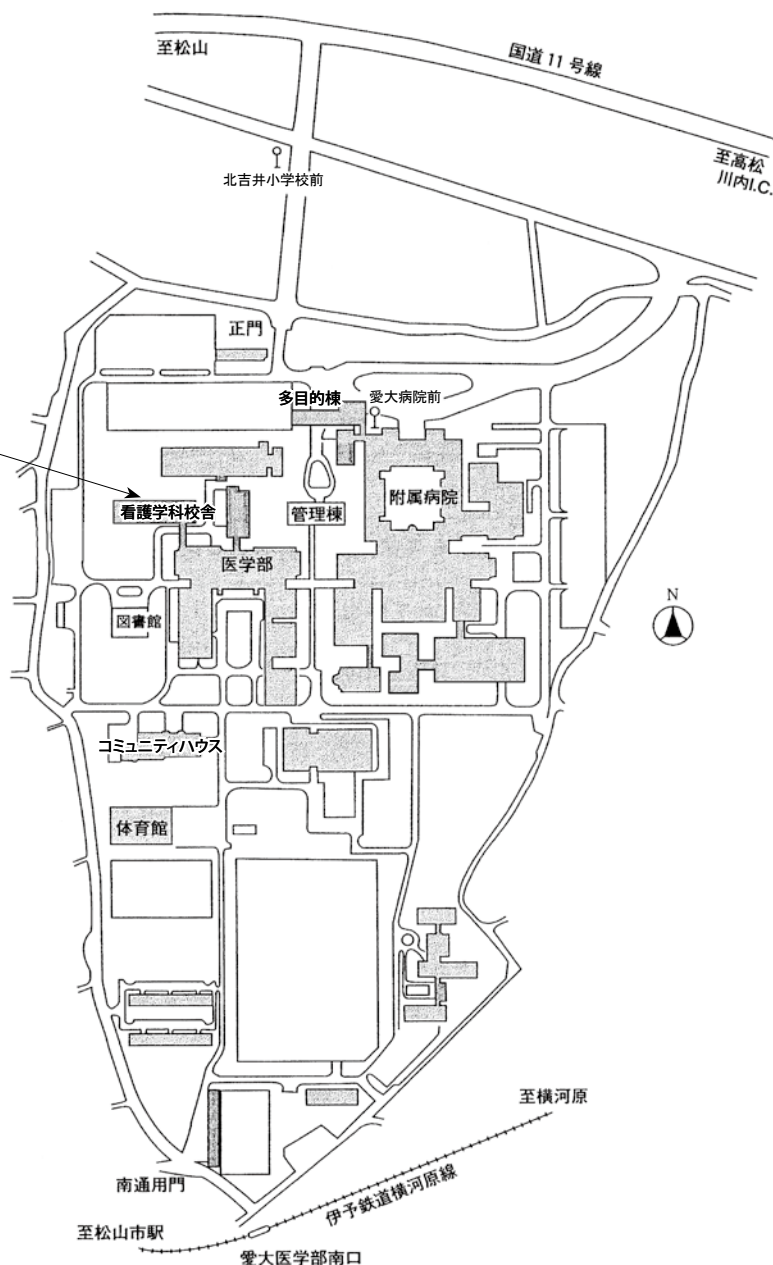 至松山
国道 11 号線
至高松
川内I.C.
北吉井小学校前
正門
多目的棟
愛大病院前
附属病院
看護学科校舎
管理棟
医学部
N
図書館
コミュニティハウス
体育館
至横河原
伊予鉄道横河原線
南通用門
至松山市駅
愛大医学部南口